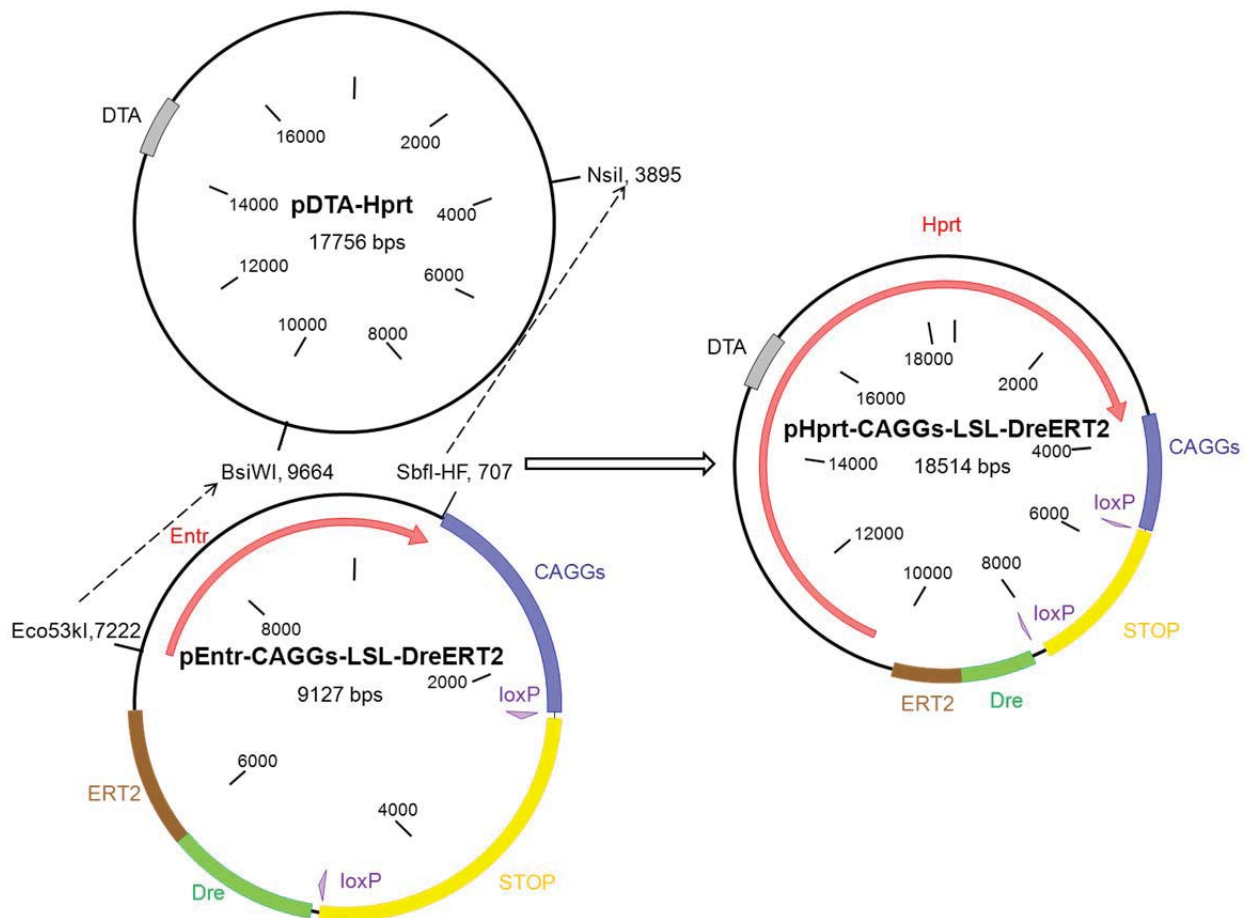 DTA
16000
2000
NsiI, 3895
14000
pDTA-Hprt
4000
17756 bps
12000
6000
10000
8000
BsiWI, 9664
SbfI-HF, 707
Entr
CAGGs
Eco53kI,7222
8000
pEntr-CAGGs-LSL-DreERT2
9127 bps
2000
loxP
6000
ERT2
4000
Dre
loxP
STOP
Hprt
DTA
18000
2000
16000
pHprt-CAGGs-LSL-DreERT2
14000
18514 bps
4000
CAGGs
loxP
6000
12000
8000
10000
loxP
STOP
ERT2
Dre